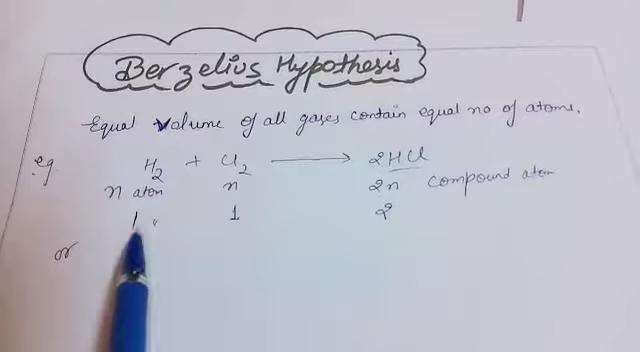 Berzelius Hypothesis
Equal volume of all gases contain equal no of atoms.
eg. H₂ + Cl₂ ⟶ 2HCl
n atom n 2n compound atom
1 " 1 2
or